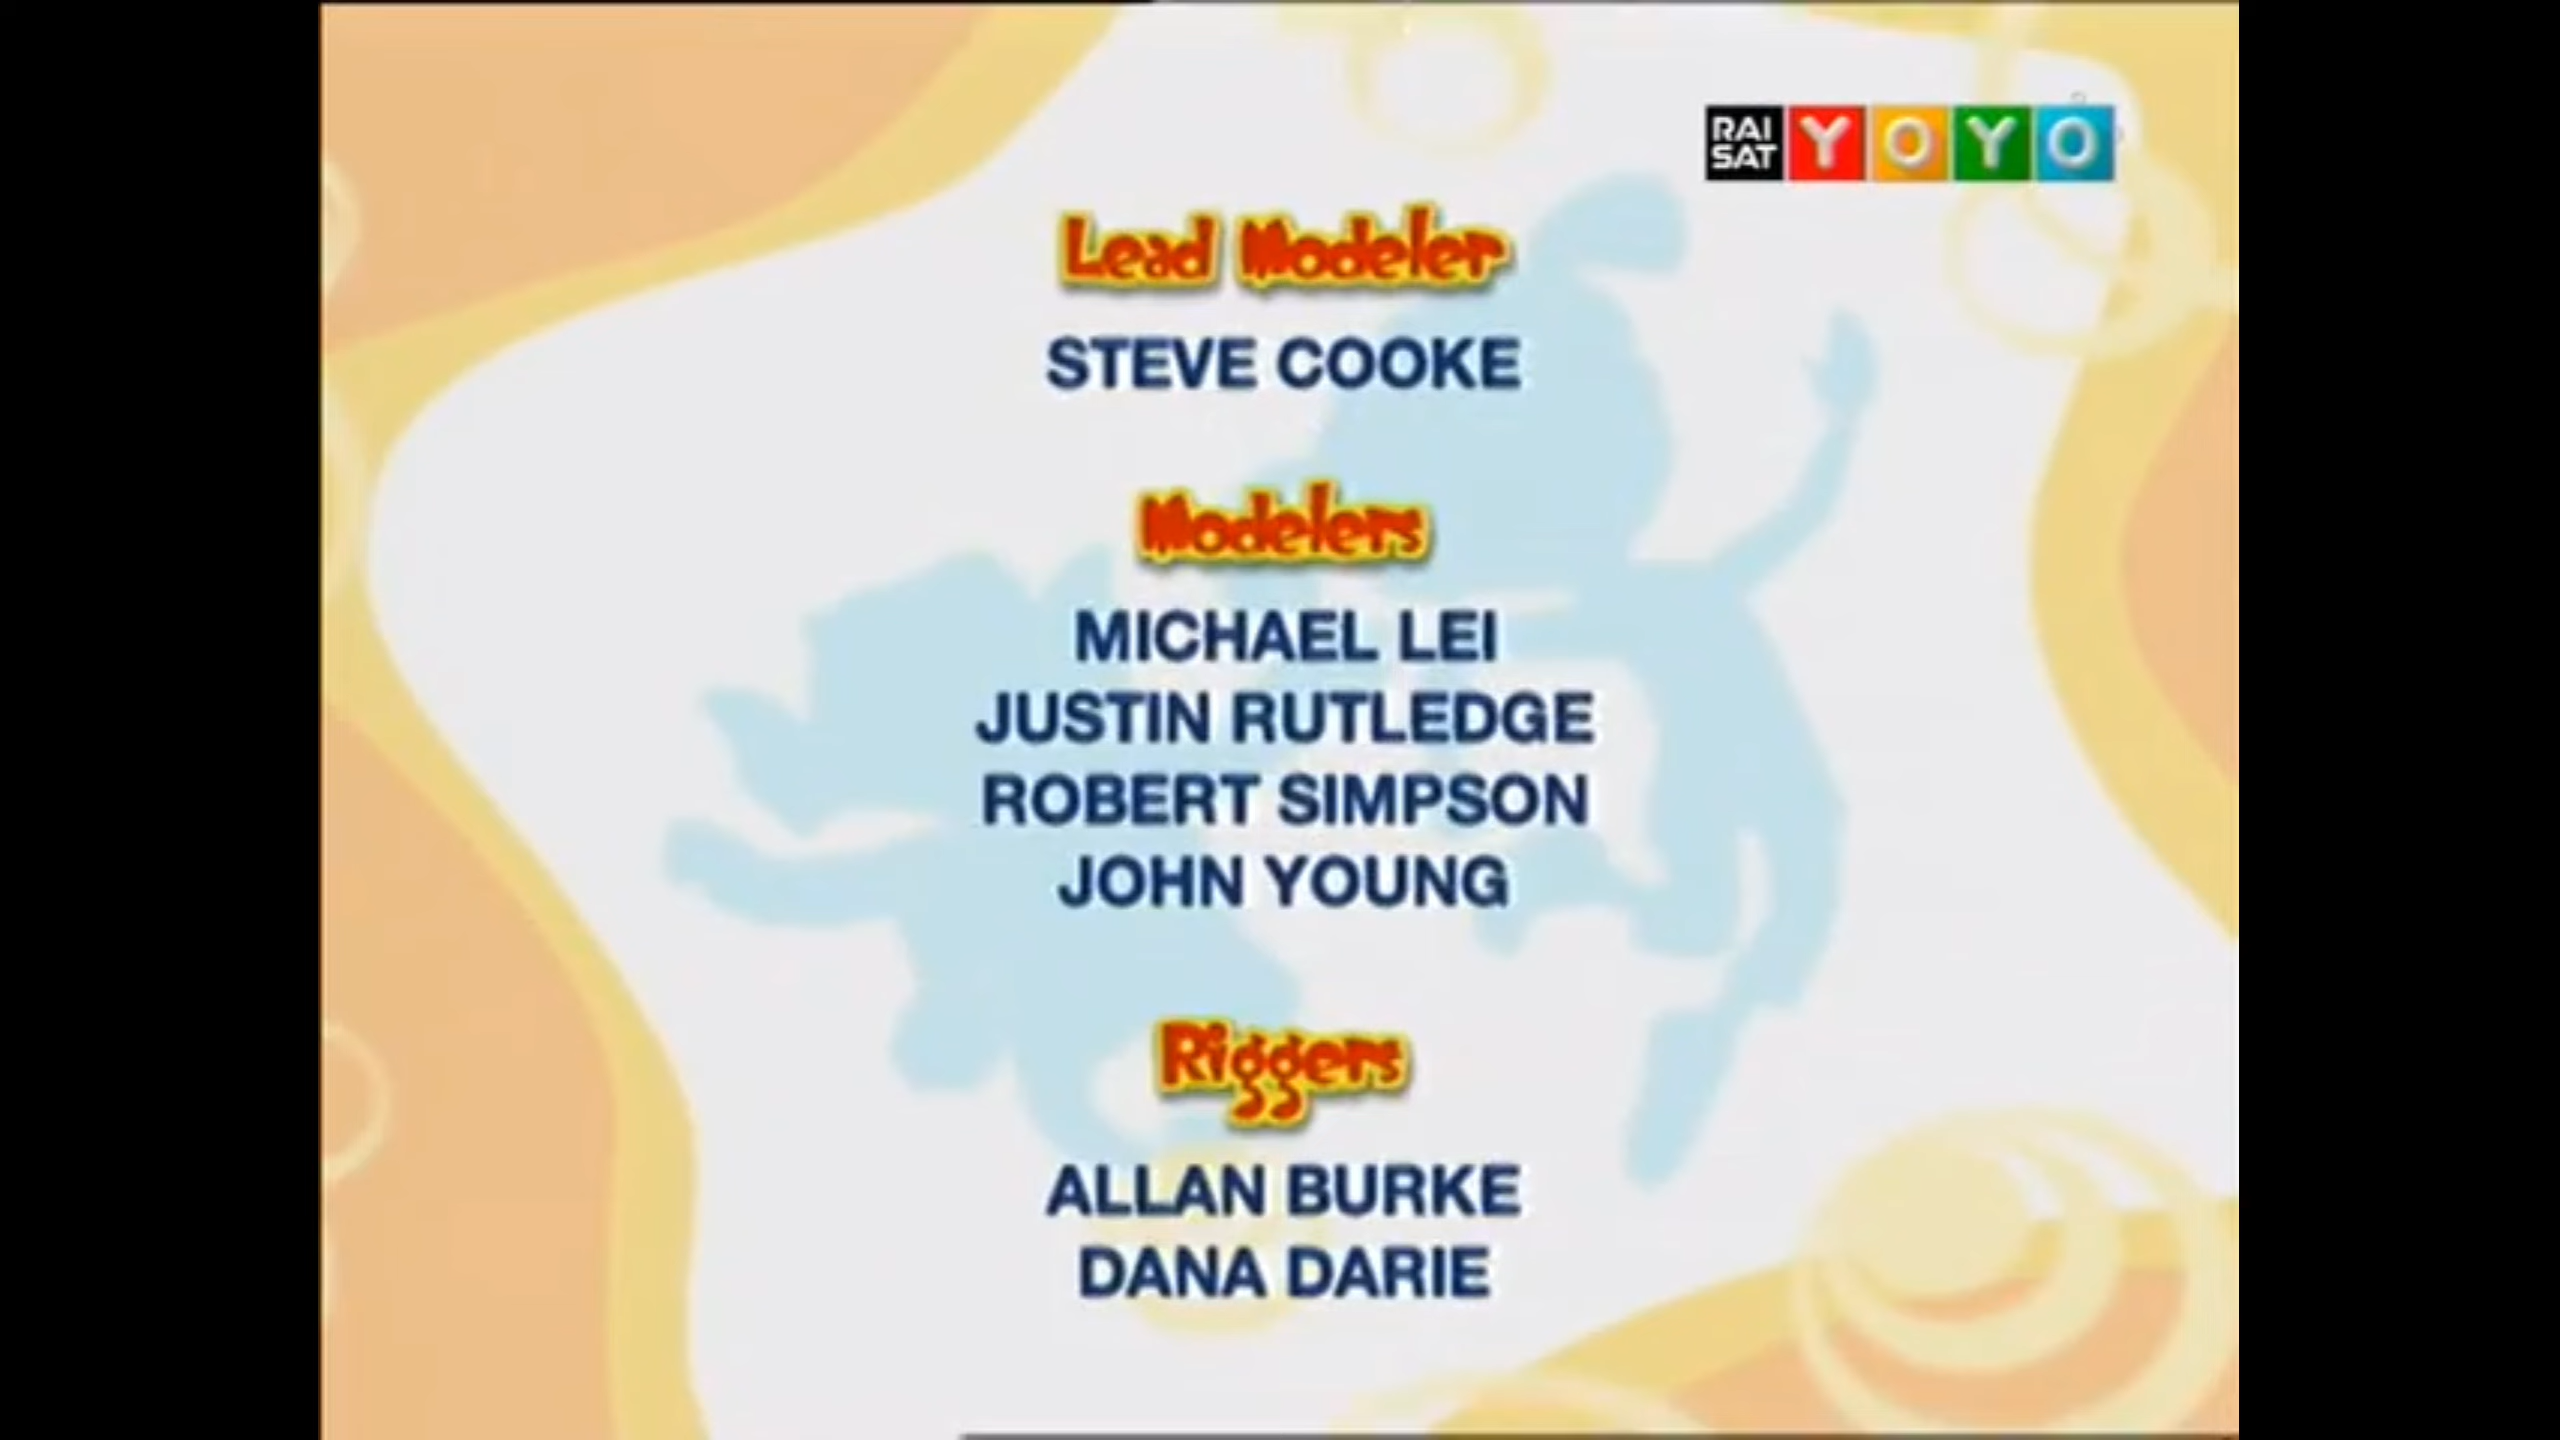 RAI
SAT YOYO
Lead Modeler
STEVE COOKE
Modelers
MICHAEL LEI
JUSTIN RUTLEDGE
ROBERT SIMPSON
JOHN YOUNG
Riggers
ALLAN BURKE
DANA DARIE